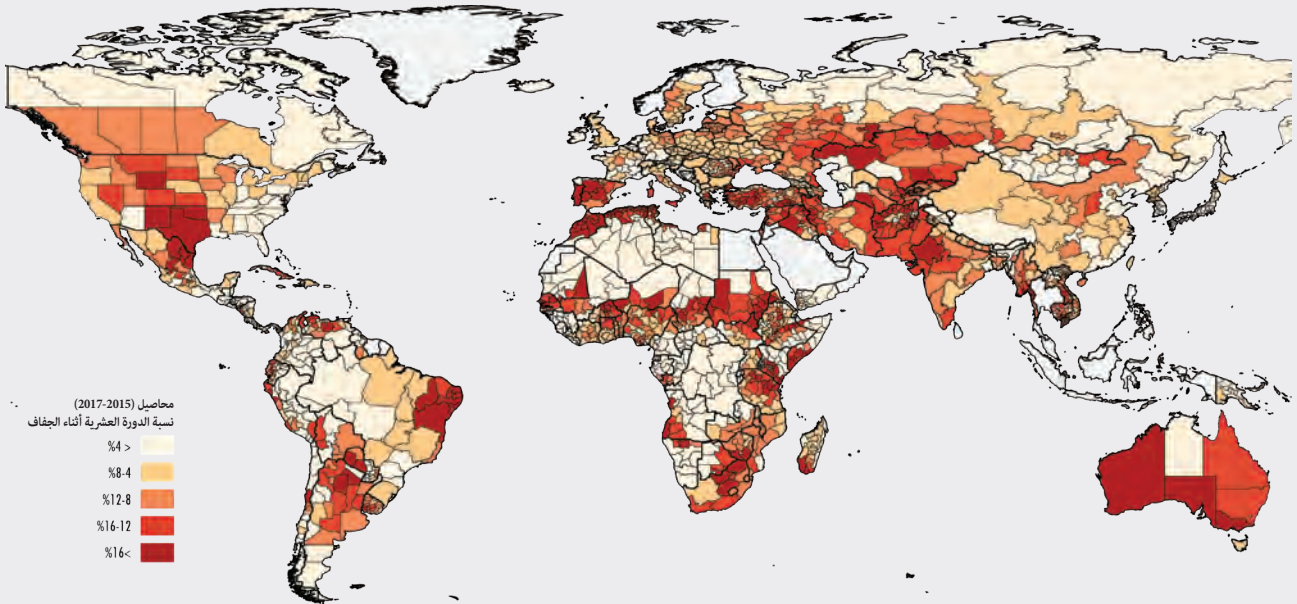 محاصيل (2015-2017)
نسبة الدورة العشرية أثناء الجفاف
%4 >
%8-4
%12-8
%16-12
%16<